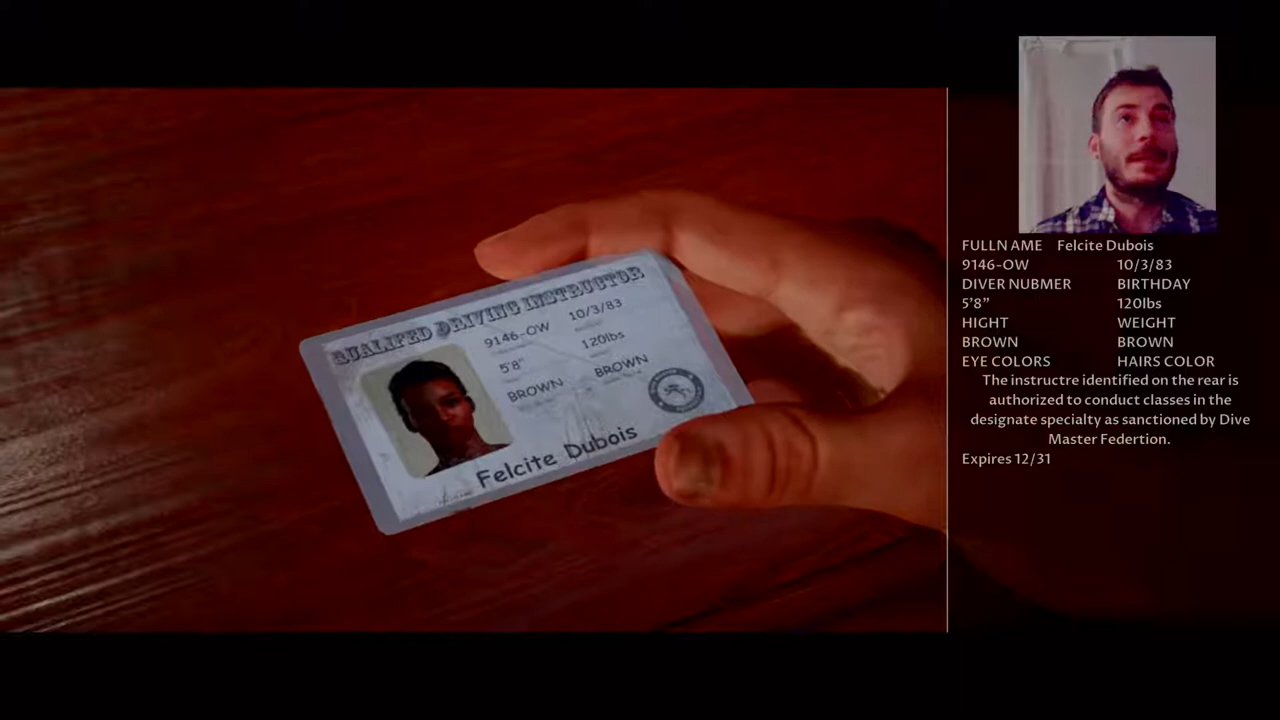 QUALIFED DRIVING INSTRUCTOR
9146-OW 10/3/83
5'8" 120lbs
BROWN BROWN
Felcite Dubois
FULLN AME Felcite Dubois
9146-OW 10/3/83
DIVER NUBMER BIRTHDAY
5'8" 120lbs
HIGHT WEIGHT
BROWN BROWN
EYE COLORS HAIRS COLOR
The instructre identified on the rear is
authorized to conduct classes in the
designate specialty as sanctioned by Dive
Master Federtion.
Expires 12/31